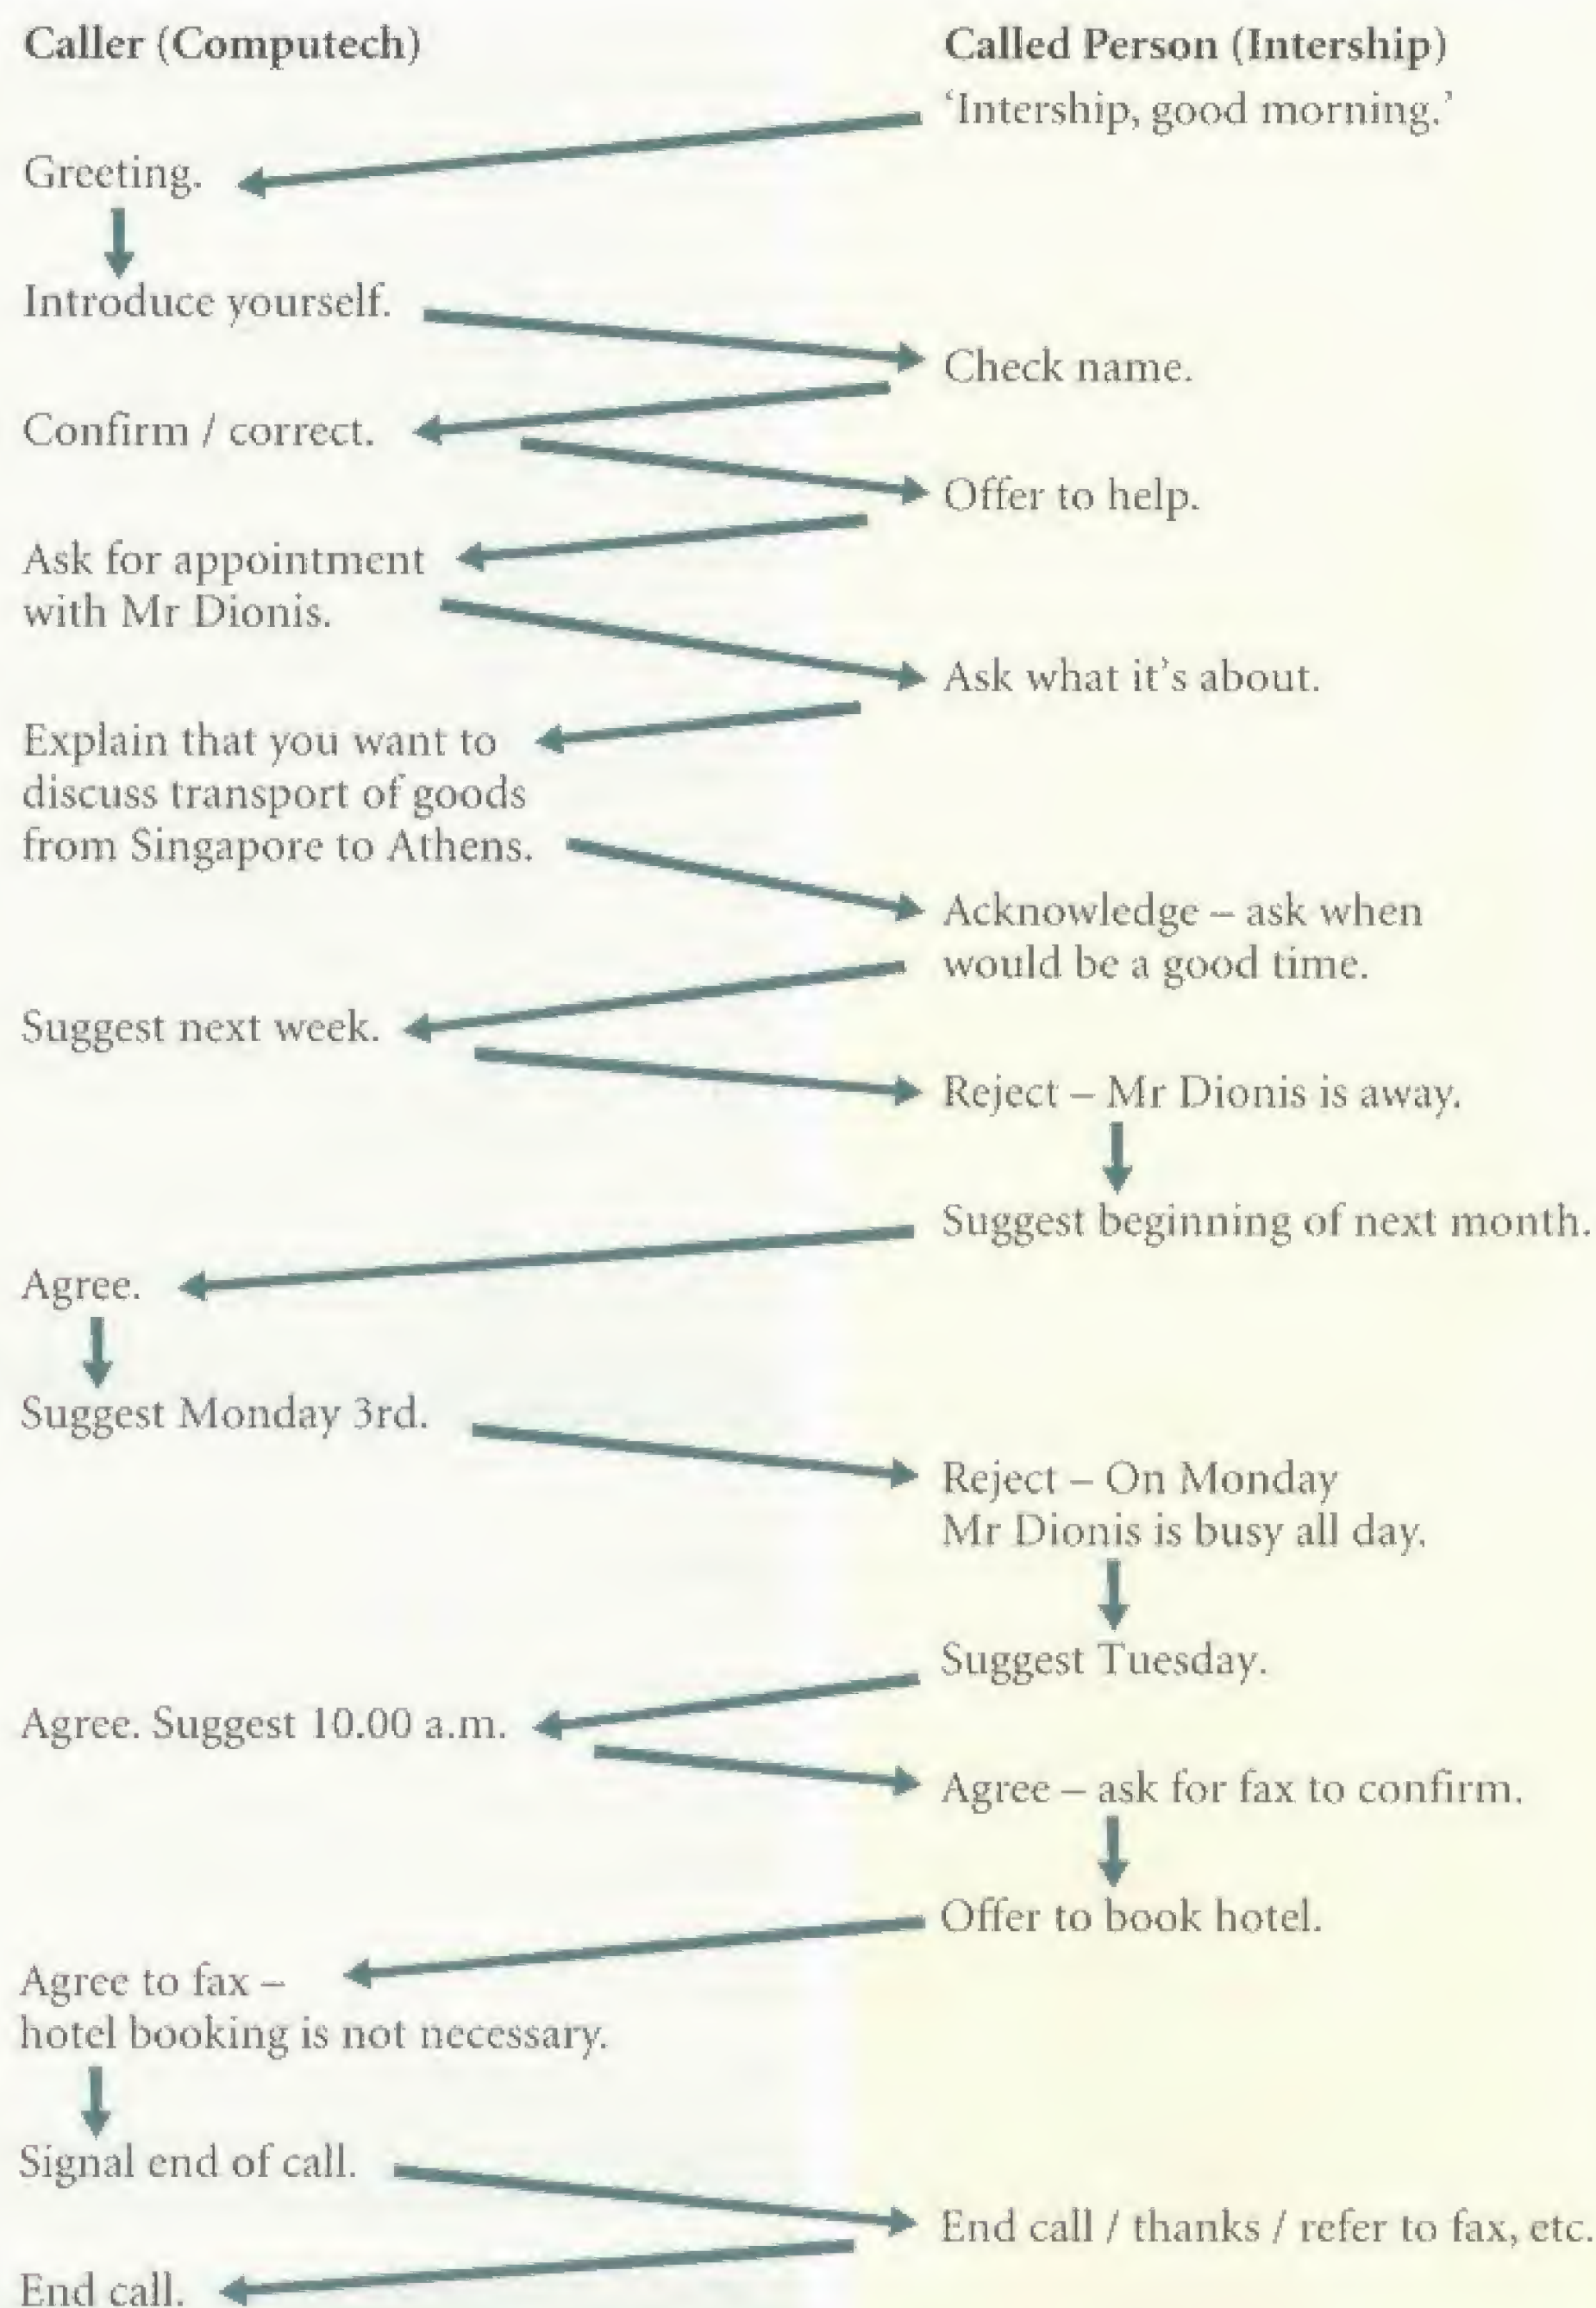 Caller (Computech)
Called Person (Intership)
‘Intership, good morning.’
Greeting.
Introduce yourself.
Check name.
Confirm / correct.
Offer to help.
Ask for appointment
with Mr Dionis.
Ask what it’s about.
Explain that you want to
discuss transport of goods
from Singapore to Athens.
Acknowledge – ask when
would be a good time.
Suggest next week.
Reject – Mr Dionis is away.
Suggest beginning of next month.
Agree.
Suggest Monday 3rd.
Reject – On Monday
Mr Dionis is busy all day.
Suggest Tuesday.
Agree. Suggest 10.00 a.m.
Agree – ask for fax to confirm.
Offer to book hotel.
Agree to fax –
hotel booking is not necessary.
Signal end of call.
End call / thanks / refer to fax, etc.
End call.